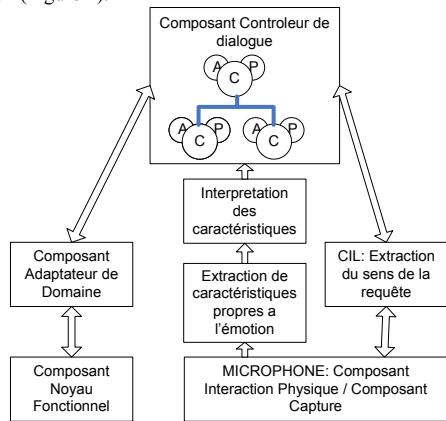 Composant Controleur de
dialogue
A P
C
A P
C
A P
C
Interpretation
des
caractéristiques
Composant
Adaptateur de
Domaine
Extraction de
caractéristiques
propres a
l'émotion
CIL: Extraction
du sens de la
requête
Composant
Noyau
Fonctionnel
MICROPHONE: Composant
Interaction Physique / Composant
Capture